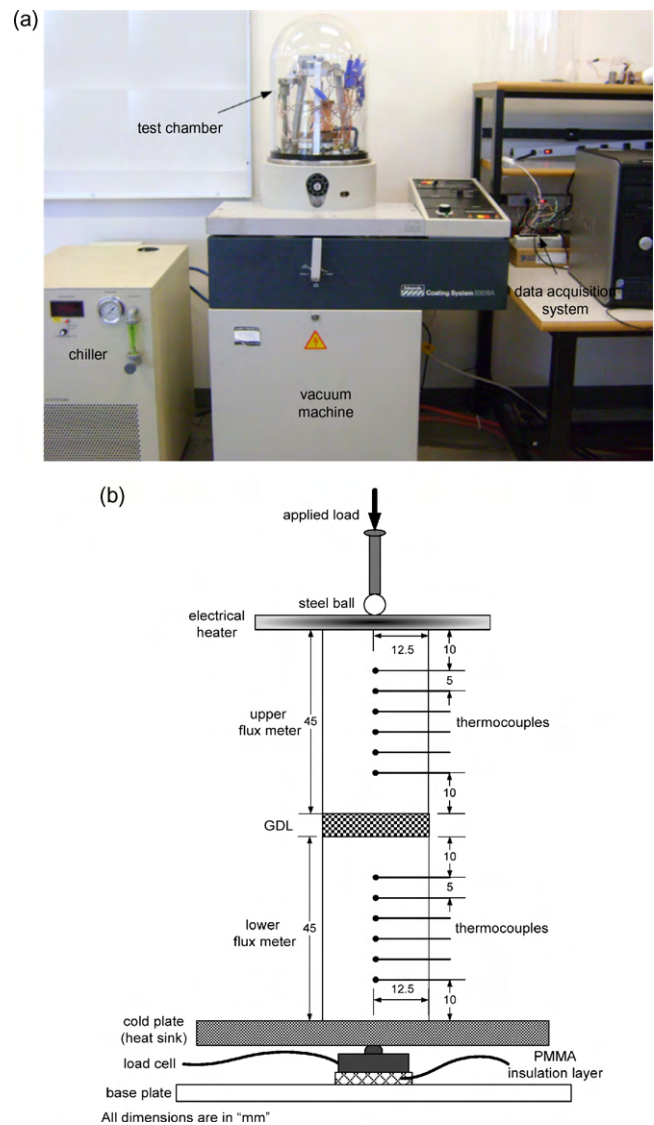 (a)
test chamber
data acquisition
system
Edwards
Coating System E306A
chiller
vacuum
machine
(b)
applied load
steel ball
electrical
heater
12.5
10
5
upper
flux meter
45
thermocouples
10
GDL
10
5
lower
flux meter
45
thermocouples
12.5
10
cold plate
(heat sink)
load cell
PMMA
insulation layer
base plate
All dimensions are in "mm"